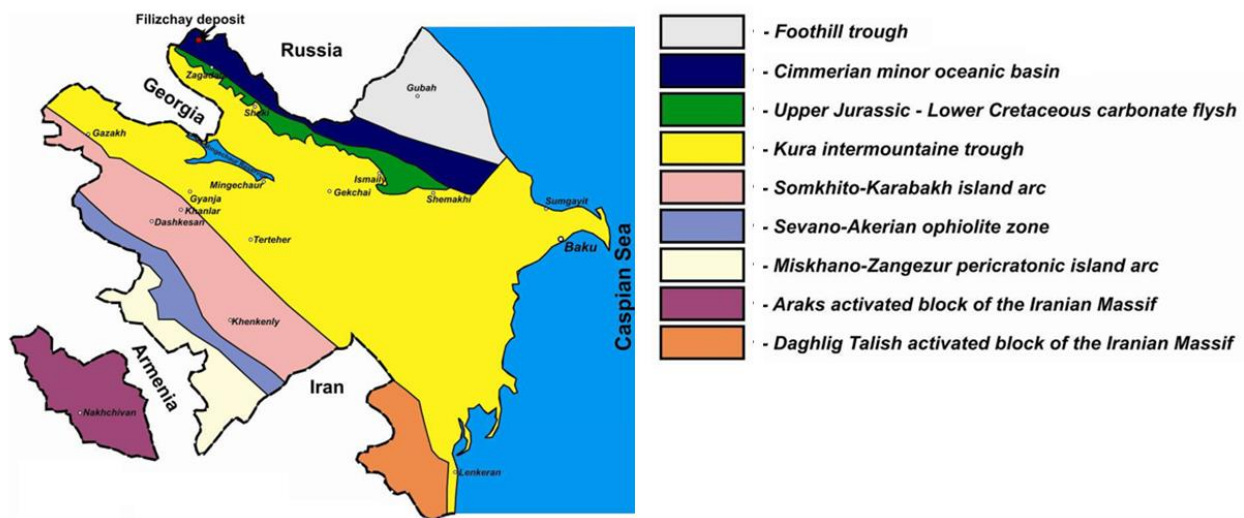 Filizchay deposit
Russia
Zagadala
Gubah
Georgia
Sheki
Gazakh
Mingechaur
Ismailly
Gekchai
Shemakhi
Gyanja
Khanlar
Dashkesan
Sumgayit
Terteher
Baku
Caspian Sea
Khenkenly
Armenia
Iran
Nakhchivan
Lenkeran
- Foothill trough
- Cimmerian minor oceanic basin
- Upper Jurassic - Lower Cretaceous carbonate flysh
- Kura intermountaine trough
- Somkhito-Karabakh island arc
- Sevano-Akerian ophiolite zone
- Miskhano-Zangezur pericratonic island arc
- Araks activated block of the Iranian Massif
- Daghlig Talish activated block of the Iranian Massif